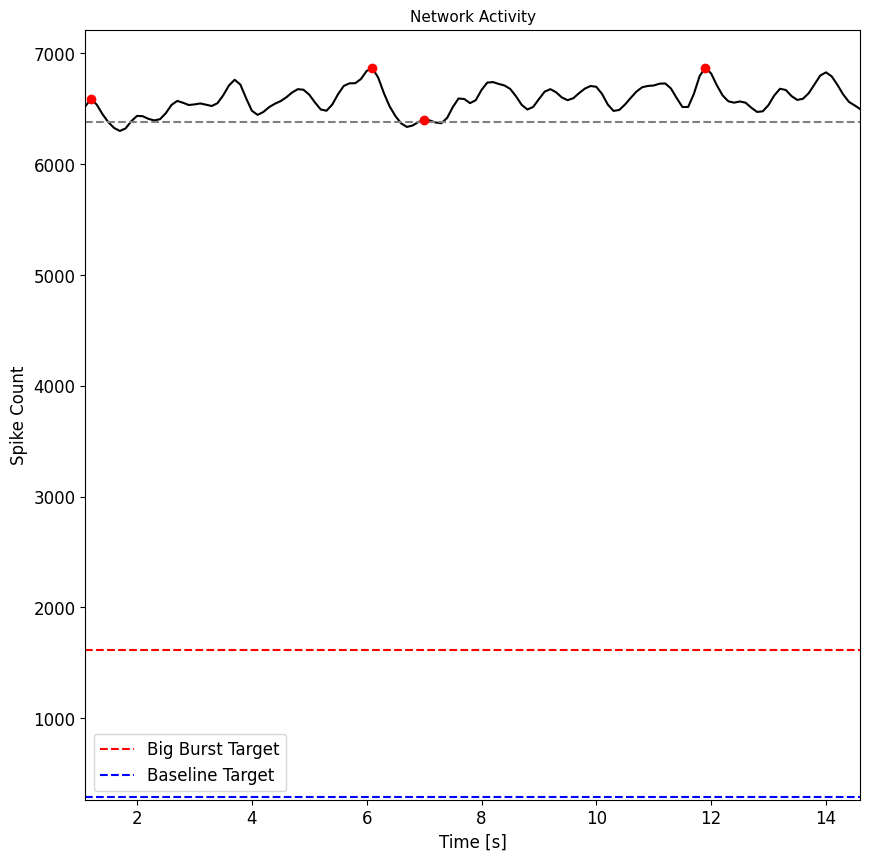 Network Activity
7000
6000
5000
4000
3000
2000
1000
Spike Count
Big Burst Target
Baseline Target
2 4 6 8 10 12 14
Time [s]